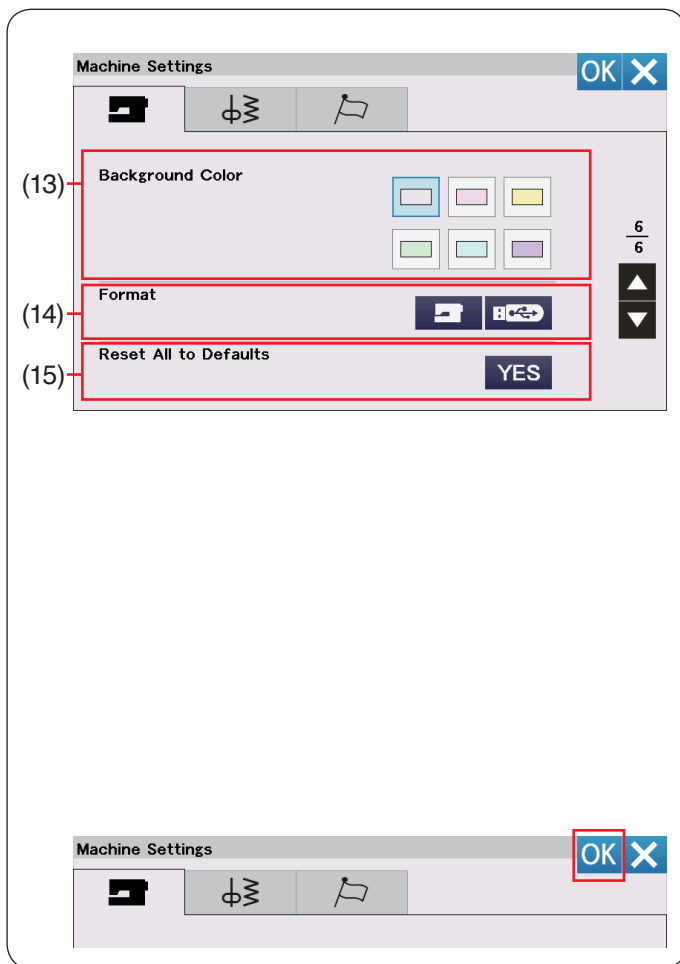 Machine Settings
OK
(13)
Background Color
6
6
(14)
Format
(15)
Reset All to Defaults
YES
Machine Settings
OK